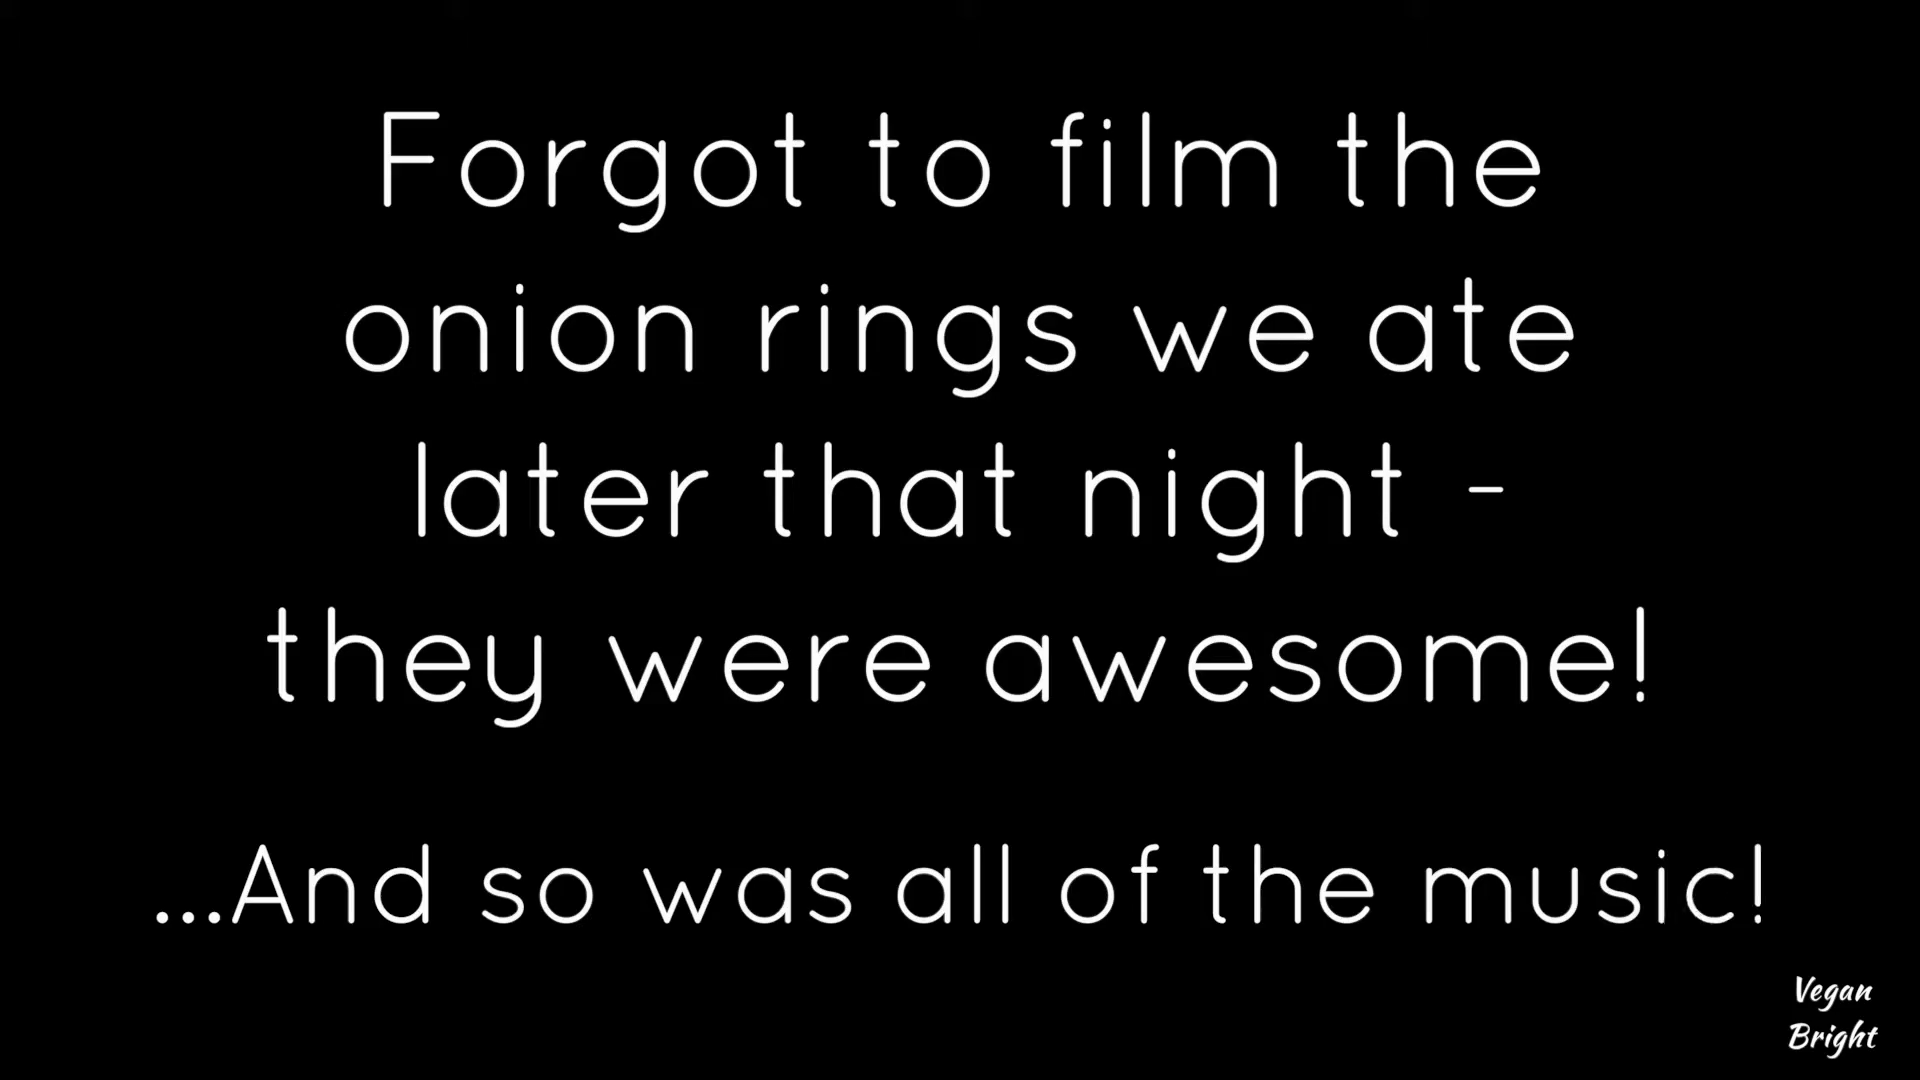 Forgot to film the
onion rings we ate
later that night -
they were awesome!
...And so was all of the music!
Vegan
Bright